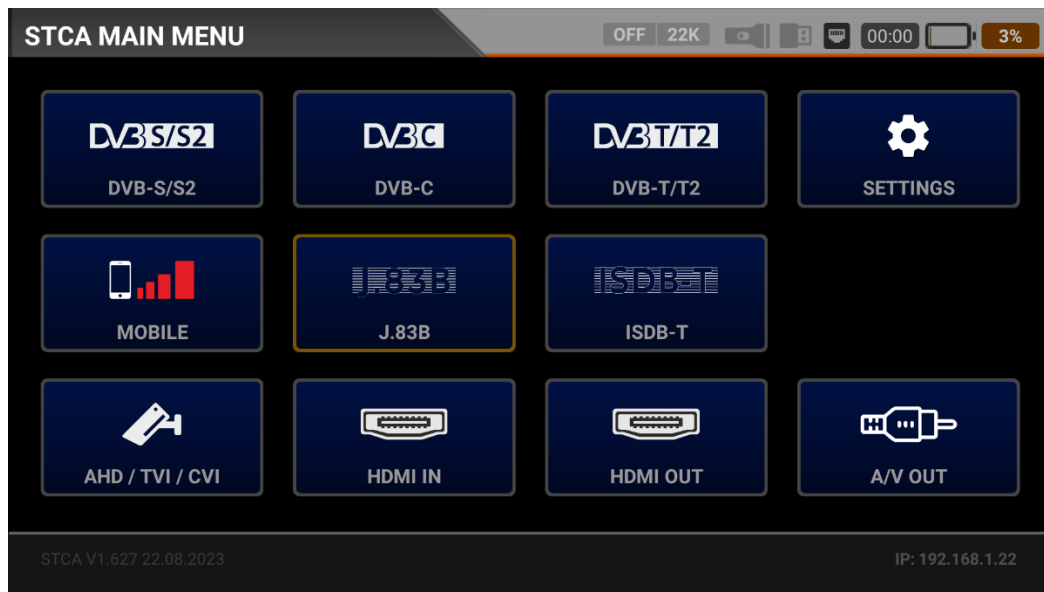 STCA MAIN MENU
OFF 22K 00:00 3%
DVB S/S2 DVB C DVB T/T2
DVB-S/S2 DVB-C DVB-T/T2 SETTINGS
J.83B ISDB-T
MOBILE J.83B ISDB-T
AHD / TVI / CVI HDMI IN HDMI OUT A/V OUT
STCA V1.627 22.08.2023 IP: 192.168.1.22